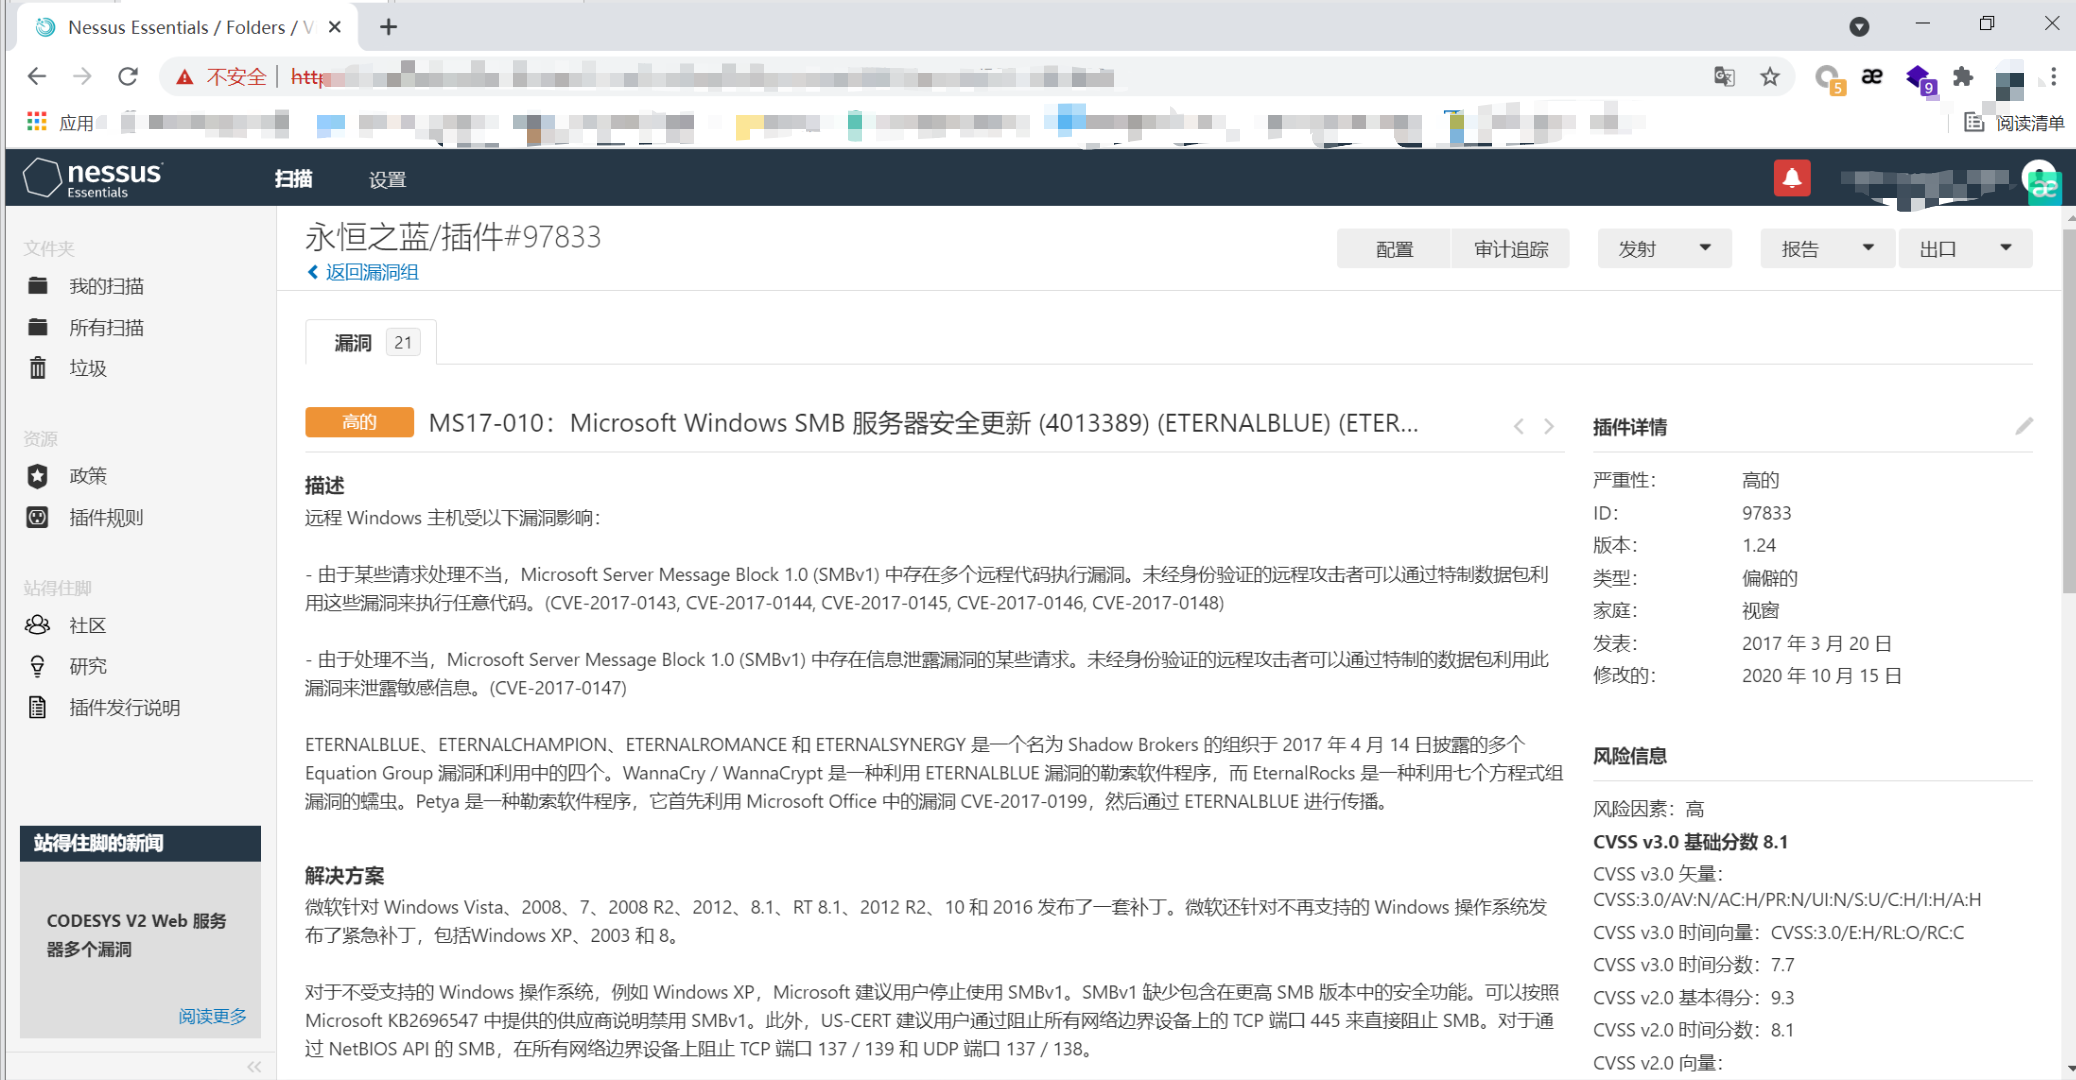 Nessus Essentials / Folders / V
不安全
http
5
æ
9
应用
阅读清单
nessus
Essentials
扫描
设置
æ
文件夹
我的扫描
所有扫描
垃圾
资源
政策
插件规则
站得住脚
社区
研究
插件发行说明
站得住脚的新闻
CODESYS V2 Web 服务
器多个漏洞
阅读更多
永恒之蓝/插件#97833
返回漏洞组
配置
审计追踪
发射
报告
出口
漏洞 21
高的
MS17-010：Microsoft Windows SMB 服务器安全更新 (4013389) (ETERNALBLUE) (ETER...
描述
远程 Windows 主机受以下漏洞影响：
- 由于某些请求处理不当，Microsoft Server Message Block 1.0 (SMBv1) 中存在多个远程代码执行漏洞。未经身份验证的远程攻击者可以通过特制数据包利
用这些漏洞来执行任意代码。(CVE-2017-0143, CVE-2017-0144, CVE-2017-0145, CVE-2017-0146, CVE-2017-0148)
- 由于处理不当，Microsoft Server Message Block 1.0 (SMBv1) 中存在信息泄露漏洞的某些请求。未经身份验证的远程攻击者可以通过特制的数据包利用此
漏洞来泄露敏感信息。(CVE-2017-0147)
ETERNALBLUE、ETERNALCHAMPION、ETERNALROMANCE 和 ETERNALSYNERGY 是一个名为 Shadow Brokers 的组织于 2017 年 4 月 14 日披露的多个
Equation Group 漏洞和利用中的四个。WannaCry / WannaCrypt 是一种利用 ETERNALBLUE 漏洞的勒索软件程序，而 EternalRocks 是一种利用七个方程式组
漏洞的蠕虫。Petya 是一种勒索软件程序，它首先利用 Microsoft Office 中的漏洞 CVE-2017-0199，然后通过 ETERNALBLUE 进行传播。
解决方案
微软针对 Windows Vista、2008、7、2008 R2、2012、8.1、RT 8.1、2012 R2、10 和 2016 发布了一套补丁。微软还针对不再支持的 Windows 操作系统发
布了紧急补丁，包括Windows XP、2003 和 8。
对于不受支持的 Windows 操作系统，例如 Windows XP，Microsoft 建议用户停止使用 SMBv1。SMBv1 缺少包含在更高 SMB 版本中的安全功能。可以按照
Microsoft KB2696547 中提供的供应商说明禁用 SMBv1。此外，US-CERT 建议用户通过阻止所有网络边界设备上的 TCP 端口 445 来直接阻止 SMB。对于通
过 NetBIOS API 的 SMB，在所有网络边界设备上阻止 TCP 端口 137 / 139 和 UDP 端口 137 / 138。
插件详情
严重性： 高的
ID： 97833
版本： 1.24
类型： 偏僻的
家庭： 视窗
发表： 2017 年 3 月 20 日
修改的： 2020 年 10 月 15 日
风险信息
风险因素：高
CVSS v3.0 基础分数 8.1
CVSS v3.0 矢量：
CVSS:3.0/AV:N/AC:H/PR:N/UI:N/S:U/C:H/I:H/A:H
CVSS v3.0 时间向量：CVSS:3.0/E:H/RL:O/RC:C
CVSS v3.0 时间分数：7.7
CVSS v2.0 基本得分：9.3
CVSS v2.0 时间分数：8.1
CVSS v2.0 向量：